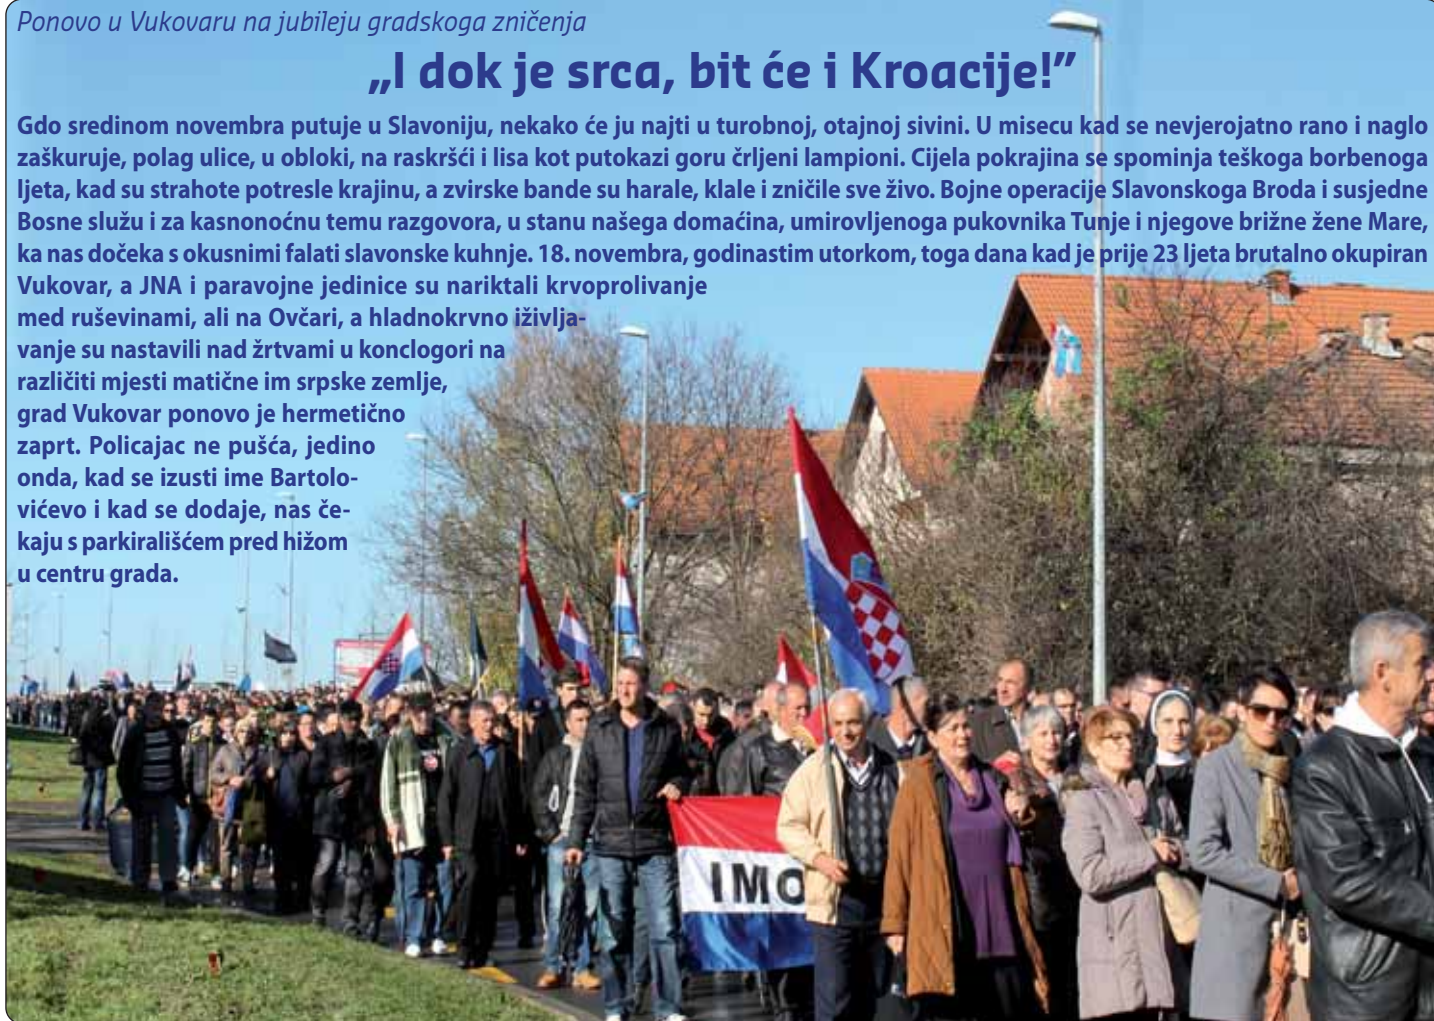 Ponovo u Vukovaru na jubileju gradskoga zničenja
„I dok je srca, bit će i Kroacije!”
Gdo sredinom novembra putuje u Slavoniju, nekako će ju najti u turobnoj, otajnoj sivini. U misecu kad se nevjerojatno rano i naglo
zaškuruje, polag ulice, u obloki, na raskršći i lisa kot putokazi goru črljeni lampioni. Cijela pokrajina se spominja teškoga borbenoga
ljeta, kad su strahote potresle krajinu, a zvirske bande su harale, klale i zničile sve živo. Bojne operacije Slavonskoga Broda i susjedne
Bosne služu i za kasnonoćnu temu razgovora, u stanu našega domaćina, umirovljenoga pukovnika Tunje i njegove brižne žene Mare,
ka nas dočeka s okusnimi falati slavonske kuhnje. 18. novembra, godinastim utorkom, toga dana kad je prije 23 ljeta brutalno okupiran
Vukovar, a JNA i paravojne jedinice su nariktali krvoprolivanje
med ruševinami, ali na Ovčari, a hladnokrvno iživlja-
vanje su nastavili nad žrtvami u konclogori na
različiti mjesti matične im srpske zemlje,
grad Vukovar ponovo je hermetično
zaprt. Policajac ne pušća, jedino
onda, kad se izusti ime Bartolo-
vićevo i kad se dodaje, nas če-
kaju s parkirališćem pred hižom
u centru grada.
IMO